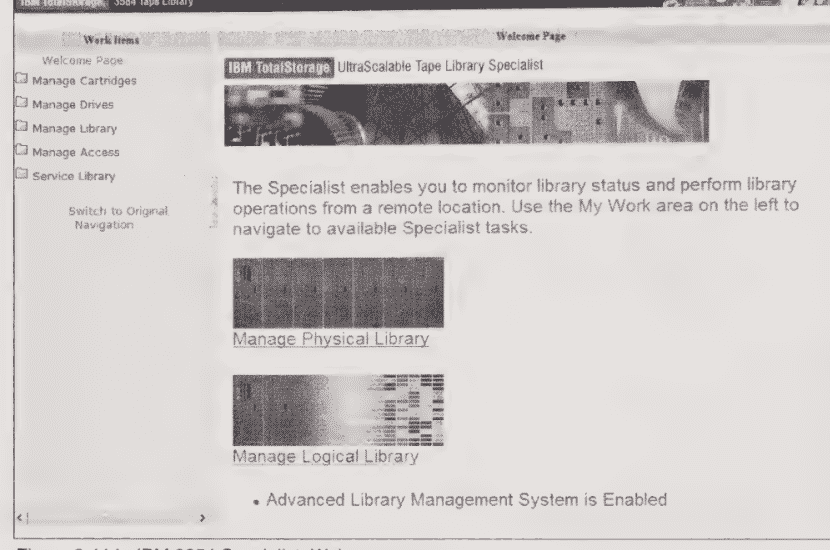 IBM TotalStorage 3584 Tape Library
Work Items
Welcome Page
Manage Cartridges
Manage Drives
Manage Library
Manage Access
Service Library
Switch to Original
Navigation
Welcome Page
IBM TotalStorage UltraScalable Tape Library Specialist
The Specialist enables you to monitor library status and perform library
operations from a remote location. Use the My Work area on the left to
navigate to available Specialist tasks.
Manage Physical Library
Manage Logical Library
• Advanced Library Management System is Enabled